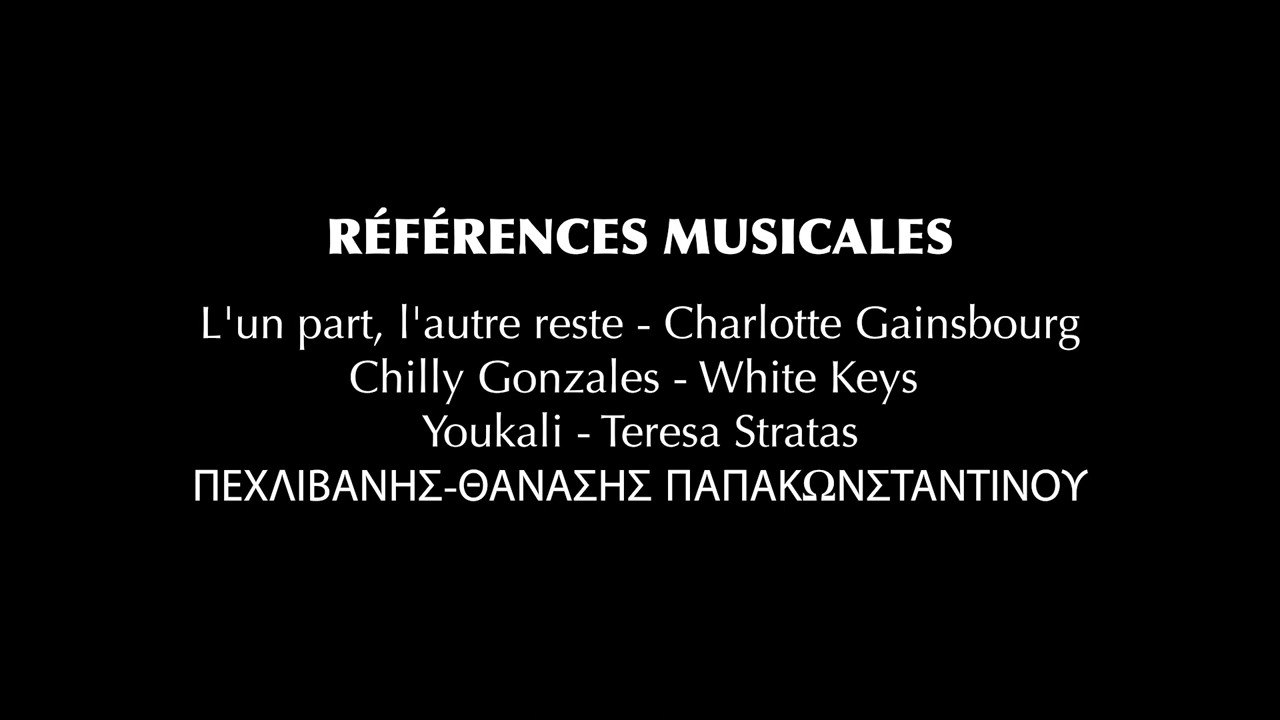 RÉFÉRENCES MUSICALES
L'un part, l'autre reste - Charlotte Gainsbourg
Chilly Gonzales - White Keys
Youkali - Teresa Stratas
ΠΕΧΛΙΒΑΝΗΣ-ΘΑΝΑΣΗΣ ΠΑΠΑΚΩΝΣΤΑΝΤΙΝΟΥ